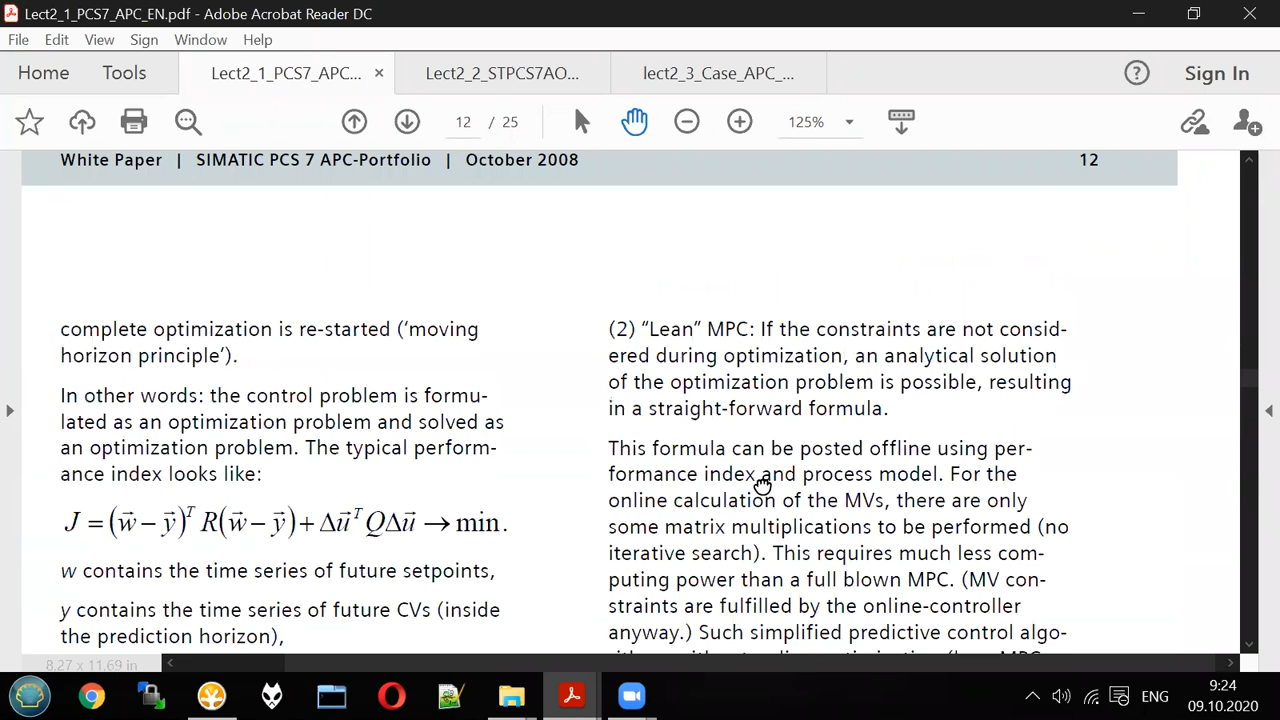 Lect2_1_PCS7_APC_EN.pdf - Adobe Acrobat Reader DC
File Edit View Sign Window Help
Home Tools Lect2_1_PCS7_APC... × Lect2_2_STPCS7AO... lect2_3_Case_APC_... Sign In
12 / 25 125%
White Paper | SIMATIC PCS 7 APC-Portfolio | October 2008 12
complete optimization is re-started (‘moving
horizon principle’).
In other words: the control problem is formu-
lated as an optimization problem and solved as
an optimization problem. The typical perform-
ance index looks like:
J = (w⃗ − y⃗)ᵀ R(w⃗ − y⃗) + Δu⃗ᵀ QΔu⃗ → min.
w contains the time series of future setpoints,
y contains the time series of future CVs (inside
the prediction horizon),
(2) “Lean” MPC: If the constraints are not consid-
ered during optimization, an analytical solution
of the optimization problem is possible, resulting
in a straight-forward formula.
This formula can be posted offline using per-
formance index and process model. For the
online calculation of the MVs, there are only
some matrix multiplications to be performed (no
iterative search). This requires much less com-
puting power than a full blown MPC. (MV con-
straints are fulfilled by the online-controller
anyway.) Such simplified predictive control algo-
8,27 x 11.69 in
ENG 9:24
09.10.2020